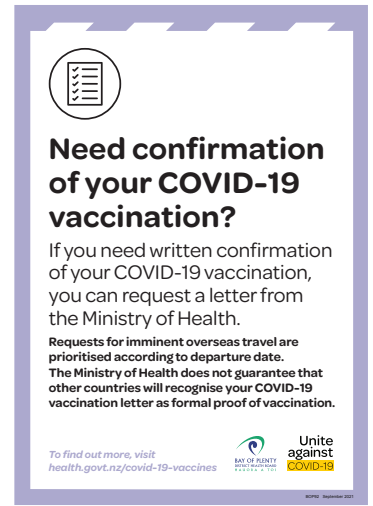 Need confirmation
of your COVID-19
vaccination?
If you need written confirmation
of your COVID-19 vaccination,
you can request a letter from
the Ministry of Health.
Requests for imminent overseas travel are
prioritised according to departure date.
The Ministry of Health does not guarantee that
other countries will recognise your COVID-19
vaccination letter as formal proof of vaccination.
To find out more, visit
health.govt.nz/covid-19-vaccines
BAY OF PLENTY
DISTRICT HEALTH BOARD
HAUORA A TOI
Unite
against
COVID-19
September 2021